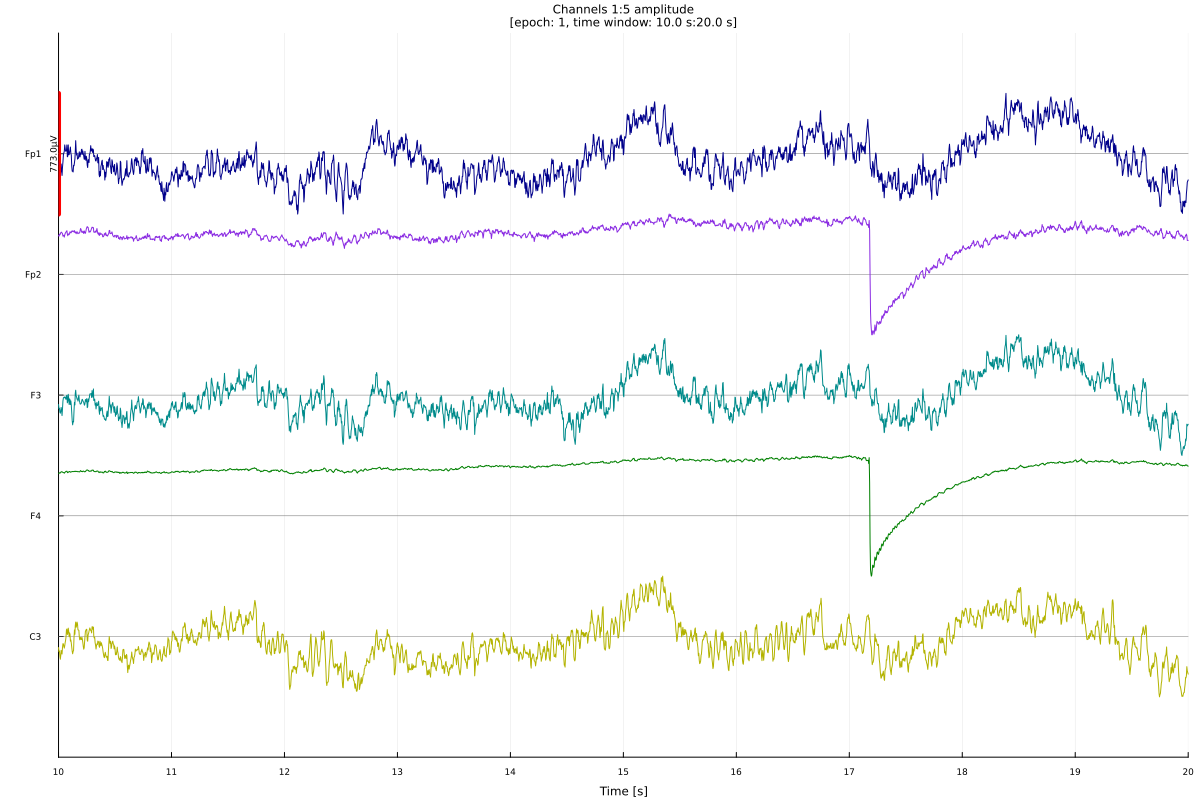 Channels 1:5 amplitude
[epoch: 1, time window: 10.0 s:20.0 s]
Fp1
773.0µV
Fp2
F3
F4
C3
10 11 12 13 14 15 16 17 18 19 20
Time [s]